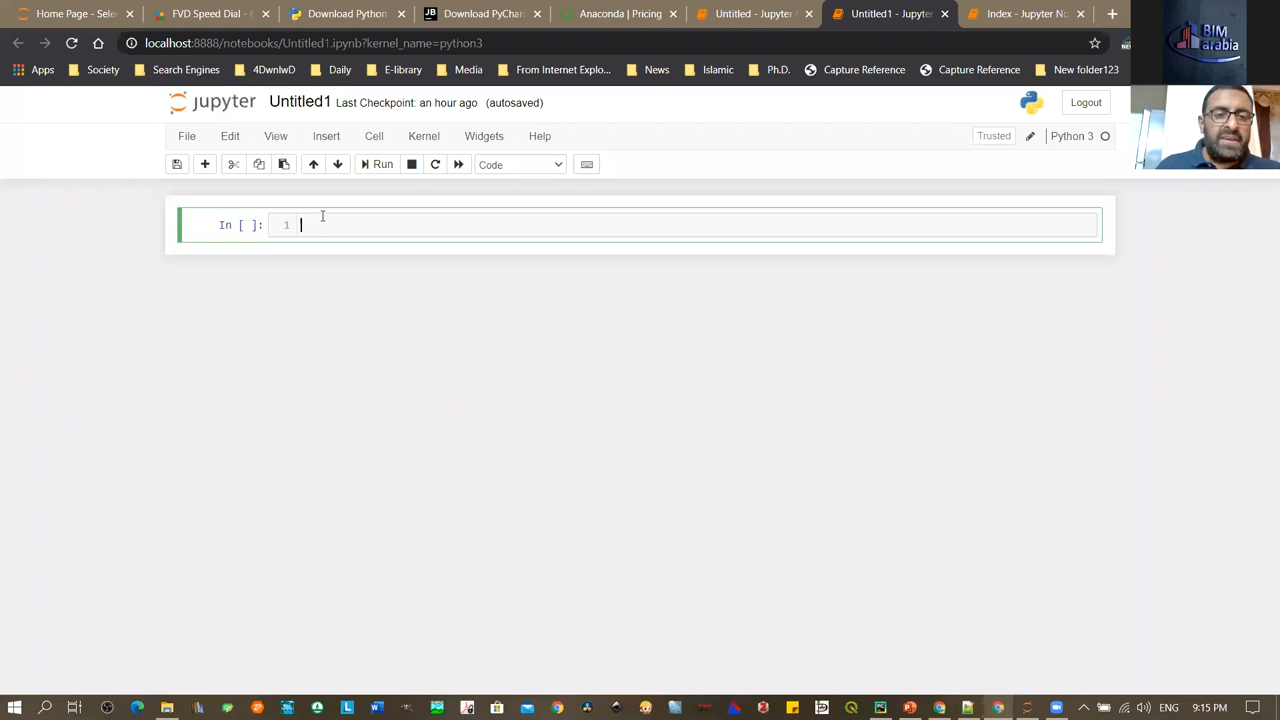 Home Page - Sele
FVD Speed Dial -
Download Python
JB
Download PyChar
Anaconda | Pricing
Untitled - Jupyter
Untitled1 - Jupyter
Index - Jupyter No
localhost:8888/notebooks/Untitled1.ipynb?kernel_name=python3
Apps
Society
Search Engines
4DwnlwD
Daily
E-library
Media
From Internet Explo...
News
Islamic
Ph.D.
Capture Reference
Capture Reference
New folder123
BIM
arabia
jupyter
Untitled1
Last Checkpoint: an hour ago
(autosaved)
Logout
File
Edit
View
Insert
Cell
Kernel
Widgets
Help
Trusted
Python 3
Run
Code
In [ ]:
1
ENG
9:15 PM